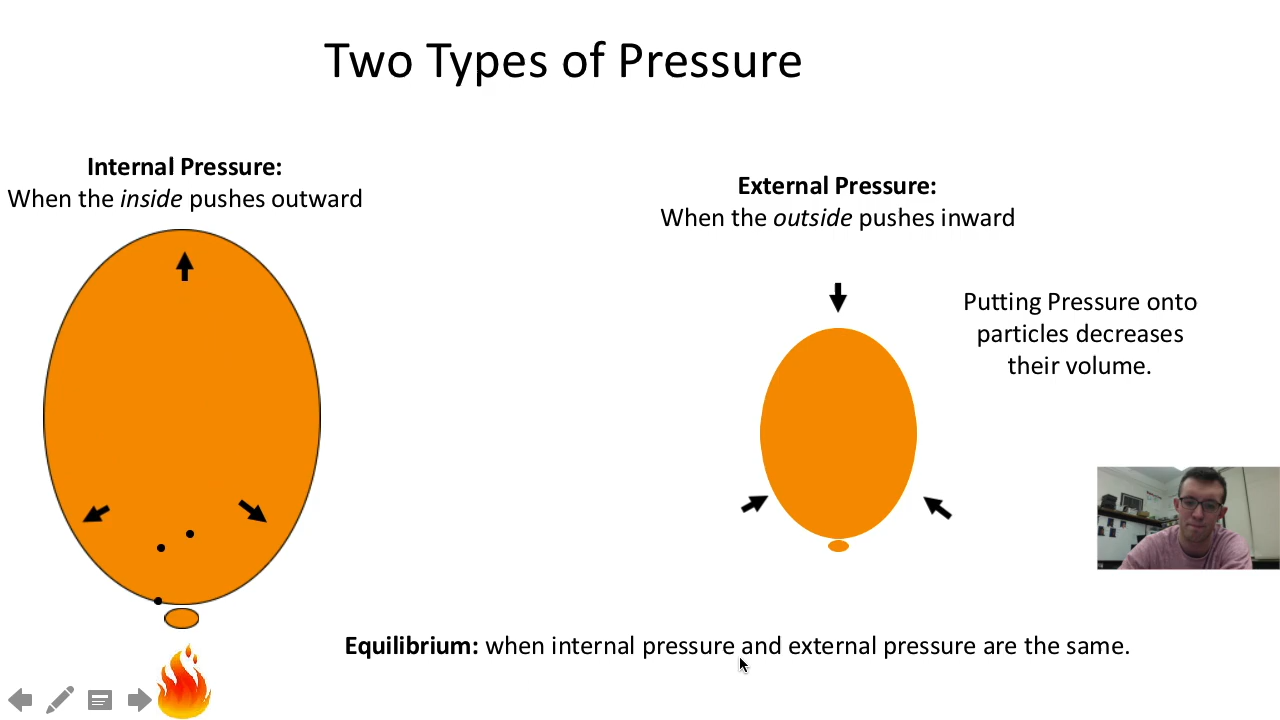 Two Types of Pressure
Internal Pressure:
When the inside pushes outward
External Pressure:
When the outside pushes inward
Putting Pressure onto
particles decreases
their volume.
Equilibrium: when internal pressure and external pressure are the same.